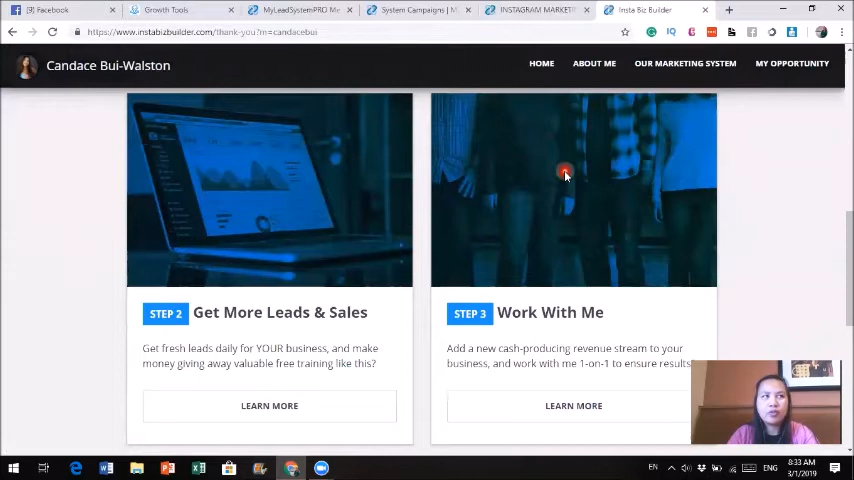 Facebook
Growth Tools
MyLeadSystemPRO Me
System Campaigns | M
INSTAGRAM MARKETI
Insta Biz Builder
https://www.instabizbuilder.com/thank-you?m=candacebui
Candace Bui-Walston
HOME
ABOUT ME
OUR MARKETING SYSTEM
MY OPPORTUNITY
STEP 2 Get More Leads & Sales
Get fresh leads daily for YOUR business, and make
money giving away valuable free training like this?
LEARN MORE
STEP 3 Work With Me
Add a new cash-producing revenue stream to your
business, and work with me 1-on-1 to ensure results
LEARN MORE
EN
ENG
8:33 AM
3/1/2019